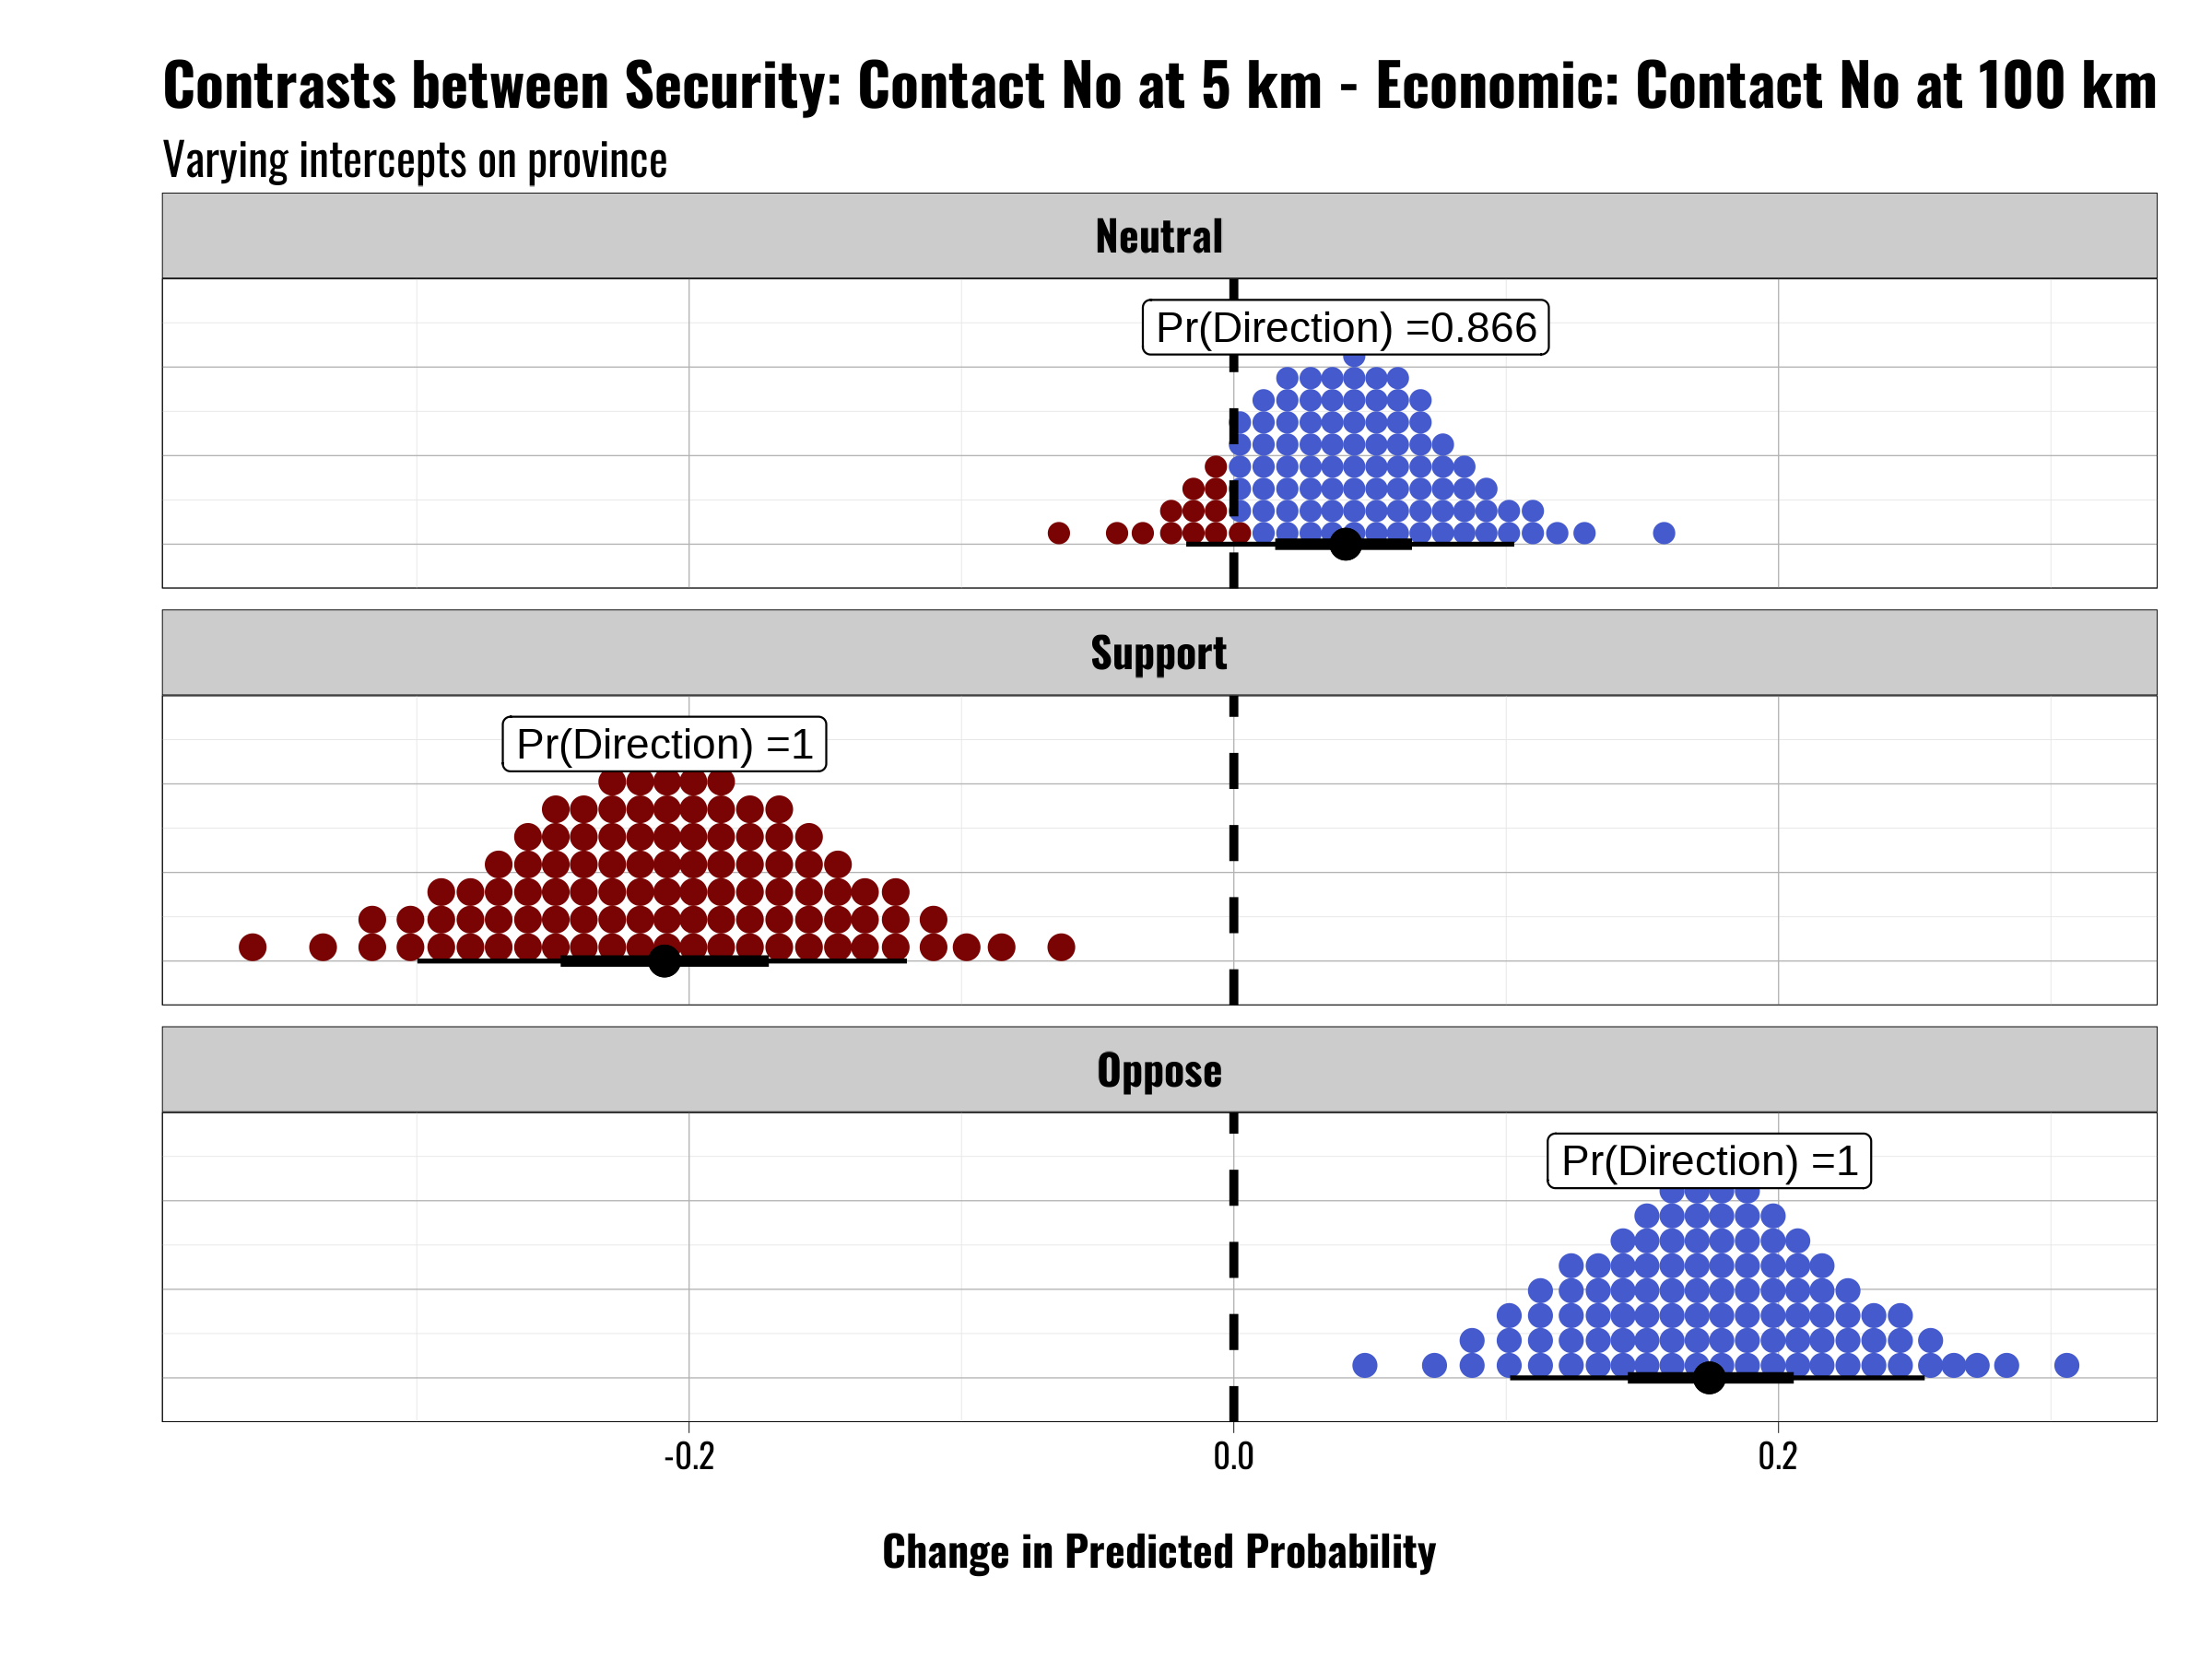 Contrasts between Security: Contact No at 5 km - Economic: Contact No at 100 km
Varying intercepts on province
Neutral
Pr(Direction) =0.866
Support
Pr(Direction) =1
Oppose
Pr(Direction) =1
-0.2 0.0 0.2
Change in Predicted Probability